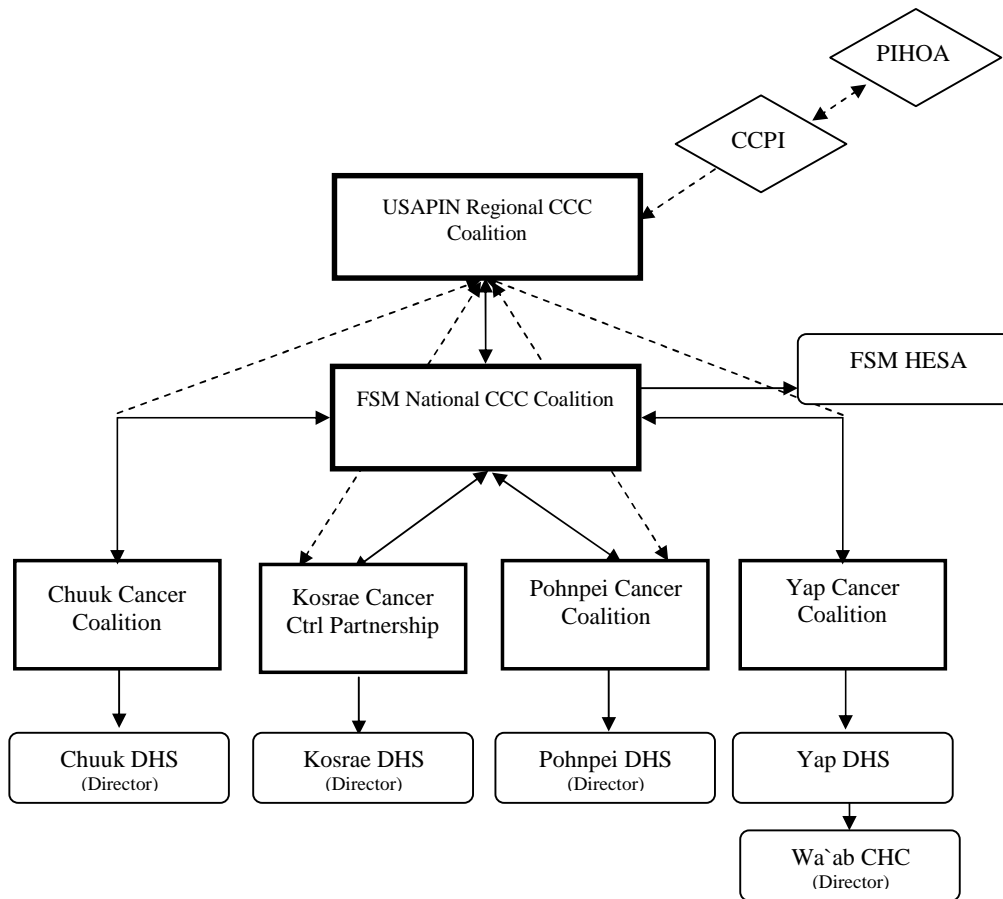 PIHOA
CCPI
USAPIN Regional CCC
Coalition
FSM HESA
FSM National CCC Coalition
Chuuk Cancer
Coalition
Kosrae Cancer
Ctrl Partnership
Pohnpei Cancer
Coalition
Yap Cancer
Coalition
Chuuk DHS
(Director)
Kosrae DHS
(Director)
Pohnpei DHS
(Director)
Yap DHS
Wa`ab CHC
(Director)